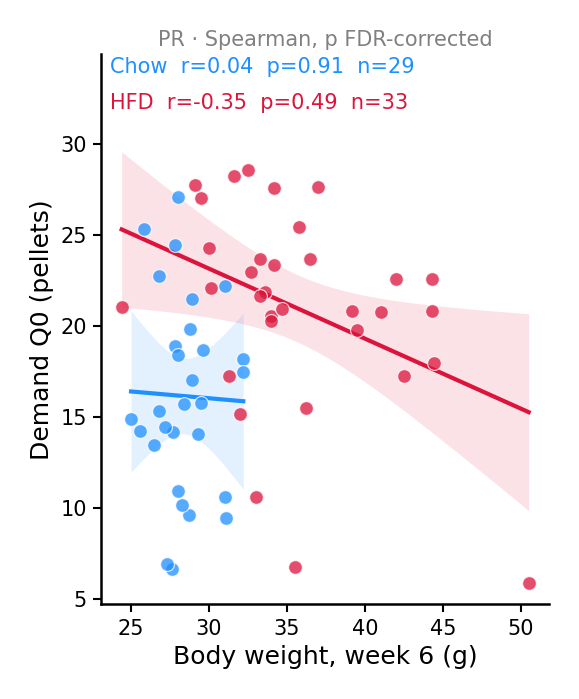 PR · Spearman, p FDR-corrected
Chow r=0.04 p=0.91 n=29
HFD r=-0.35 p=0.49 n=33
30
25
20
15
10
5
Demand Q0 (pellets)
25 30 35 40 45 50
Body weight, week 6 (g)